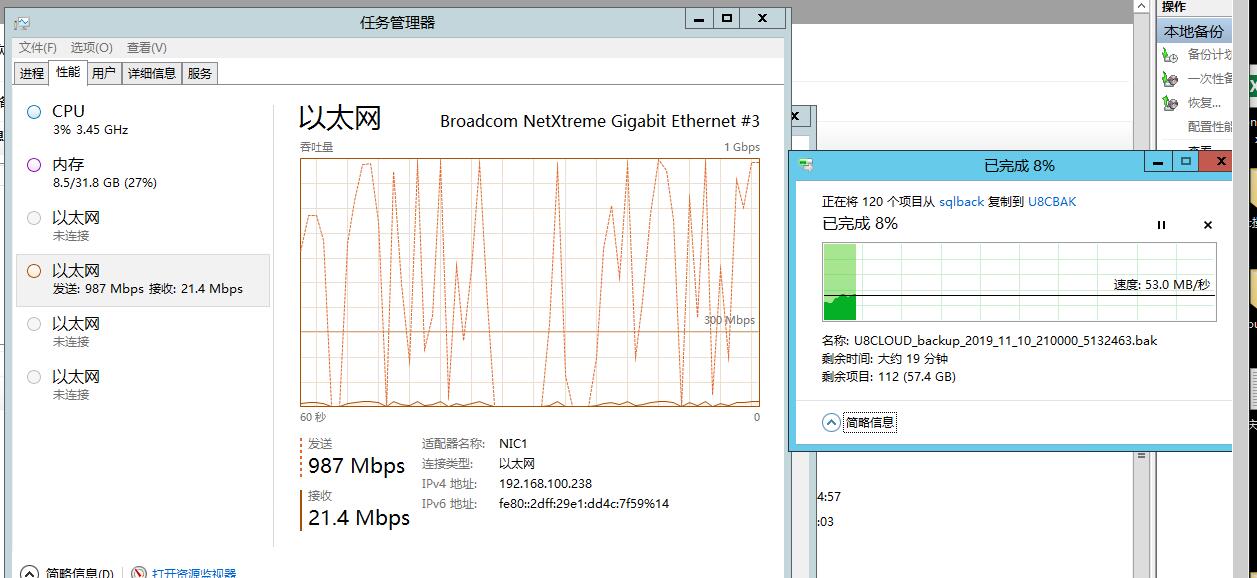 操作
任务管理器
文件(F) 选项(O) 查看(V)
进程 性能 用户 详细信息 服务
本地备份
备份计划
一次性备
恢复...
配置性能
查看
CPU
3% 3.45 GHz
内存
8.5/31.8 GB (27%)
以太网
未连接
以太网
发送: 987 Mbps 接收: 21.4 Mbps
以太网
未连接
以太网
未连接
以太网
Broadcom NetXtreme Gigabit Ethernet #3
吞吐量
1 Gbps
300 Mbps
60 秒
0
发送
987 Mbps
接收
21.4 Mbps
适配器名称: NIC1
连接类型: 以太网
IPv4 地址: 192.168.100.238
IPv6 地址: fe80::2dff:29e1:dd4c:7f59%14
简略信息(D)
打开资源监视器
已完成 8%
正在将 120 个项目从 sqlback 复制到 U8CBAK
已完成 8%
速度: 53.0 MB/秒
名称: U8CLOUD_backup_2019_11_10_210000_5132463.bak
剩余时间: 大约 19 分钟
剩余项目: 112 (57.4 GB)
简略信息
4:57
:03